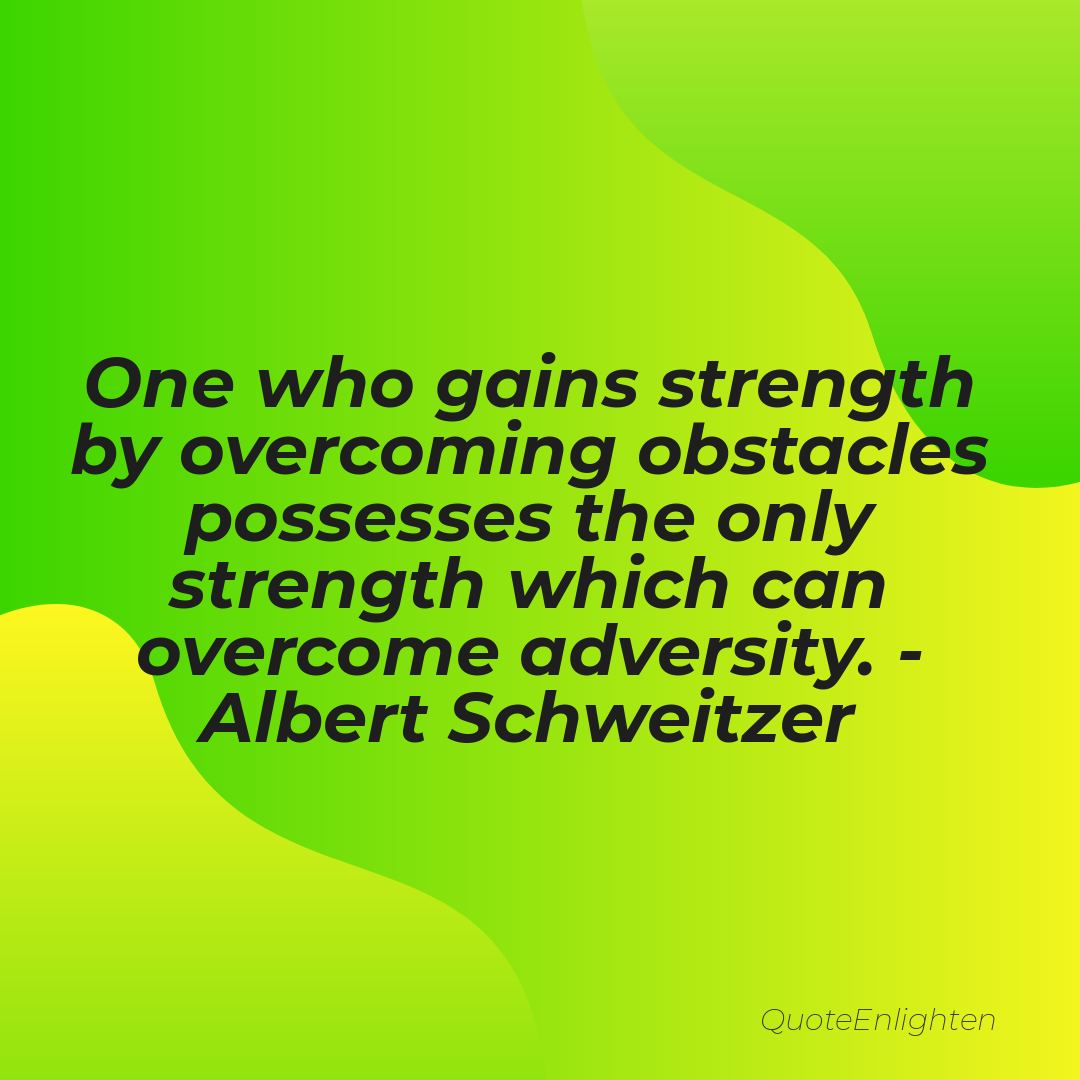 One who gains strength
by overcoming obstacles
possesses the only
strength which can
overcome adversity. -
Albert Schweitzer
QuoteEnlighten